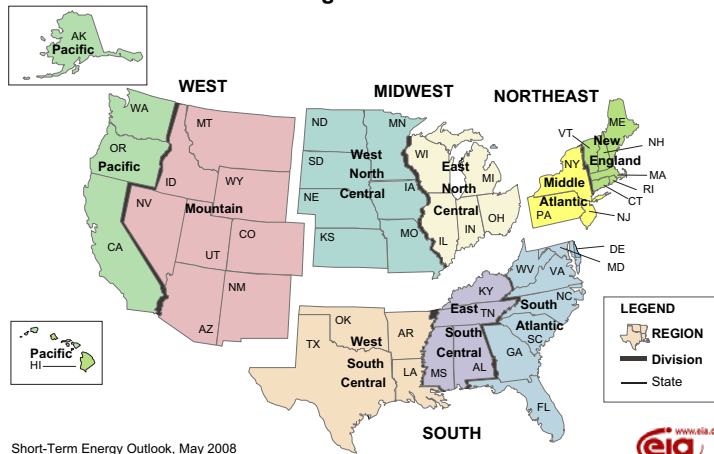 AK
Pacific
WEST
MIDWEST
NORTHEAST
WA
MT
ND
MN
ME
VT
OR
WI
New
NH
SD
West
East
NY
England
Pacific
MI
MA
ID
WY
North
North
Middle
RI
NE
IA
CT
NV
Mountain
Central
Central
Atlantic
OH
PA
NJ
CO
KS
MO
IL
IN
CA
UT
DE
WV
MD
VA
NM
KY
NC
East
TN
South
LEGEND
OK
AR
Atlantic
REGION
AZ
TX
West
South
SC
Pacific
GA
Division
HI
South
Central
LA
MS
AL
State
Central
FL
SOUTH
www.eia.
Short-Term Energy Outlook, May 2008
eia